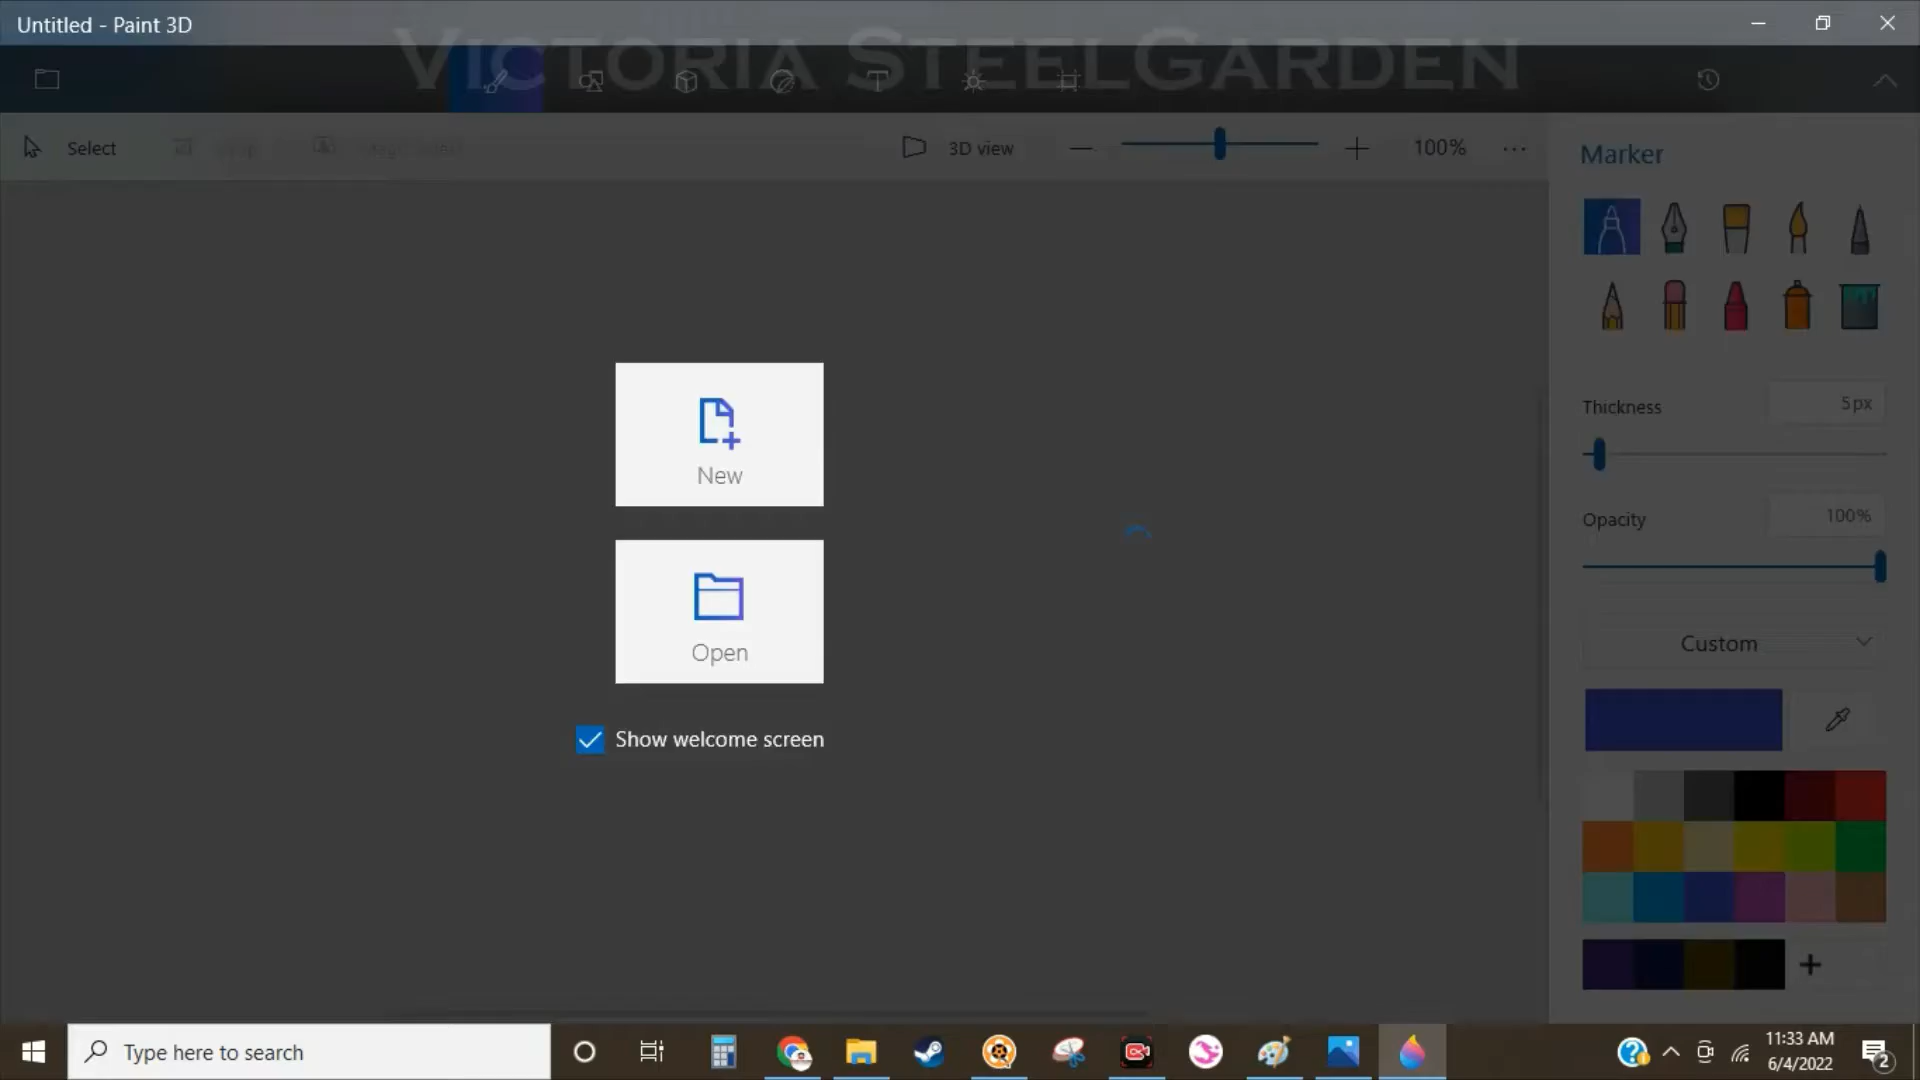 Untitled - Paint 3D
VICTORIA STEELGARDEN
Select
3D view
100%
Marker
Thickness
5px
Opacity
100%
Custom
New
Open
Show welcome screen
Type here to search
11:33 AM
6/4/2022
2